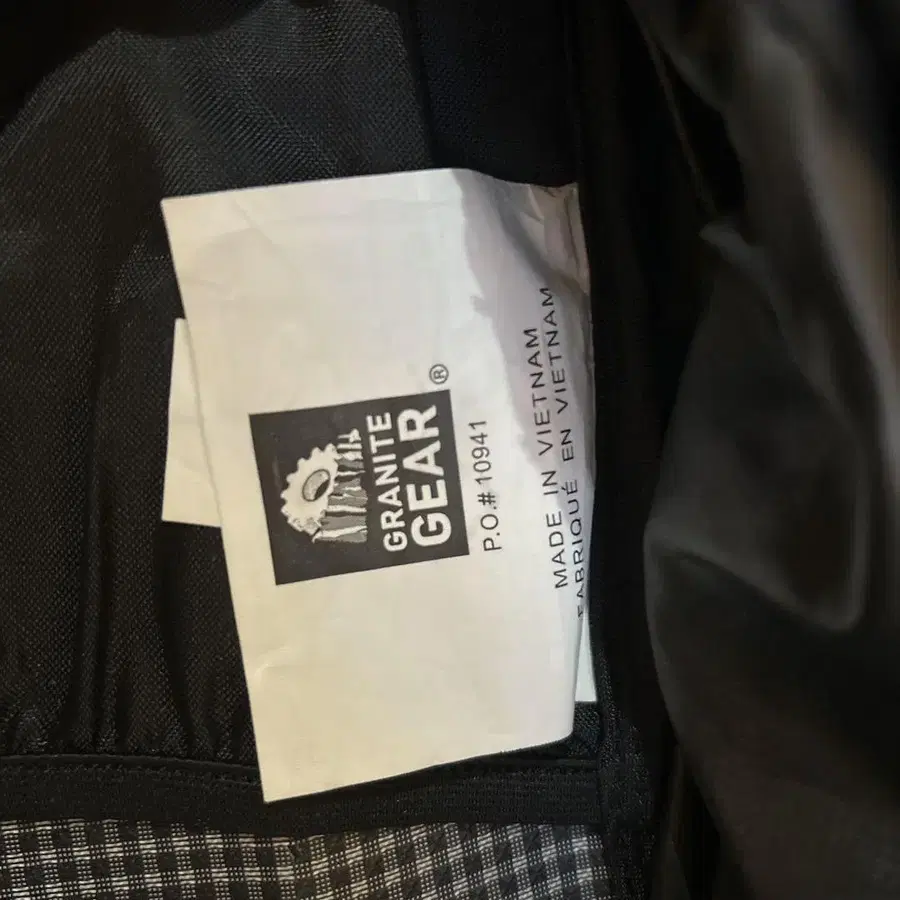 GRANITE
GEAR®
P.O.# 10941
MADE IN VIETNAM
FABRIQUÉ EN VIETNAM